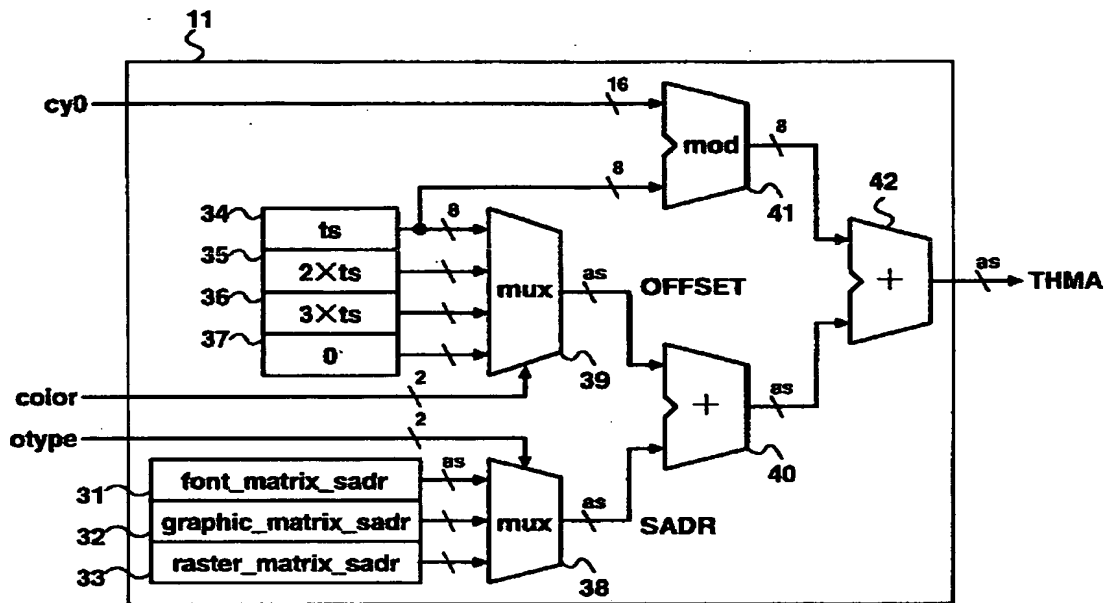 11
cy0
16
mod
8
8
41
42
34
ts
8
35
2×ts
36
3×ts
37
0
mux
as
OFFSET
39
+
as
THMA
color
2
otype
2
+
as
40
31
font_matrix_sadr
as
32
graphic_matrix_sadr
33
raster_matrix_sadr
mux
as
SADR
38